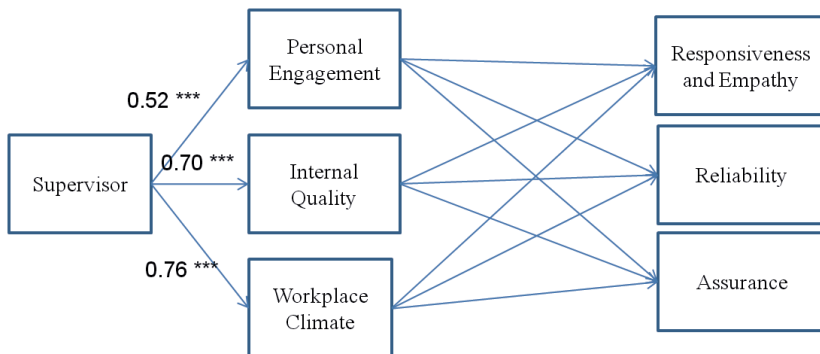 Personal
Engagement
Responsiveness
and Empathy
0.52 ***
Supervisor
0.70 ***
Internal
Quality
Reliability
0.76 ***
Workplace
Climate
Assurance